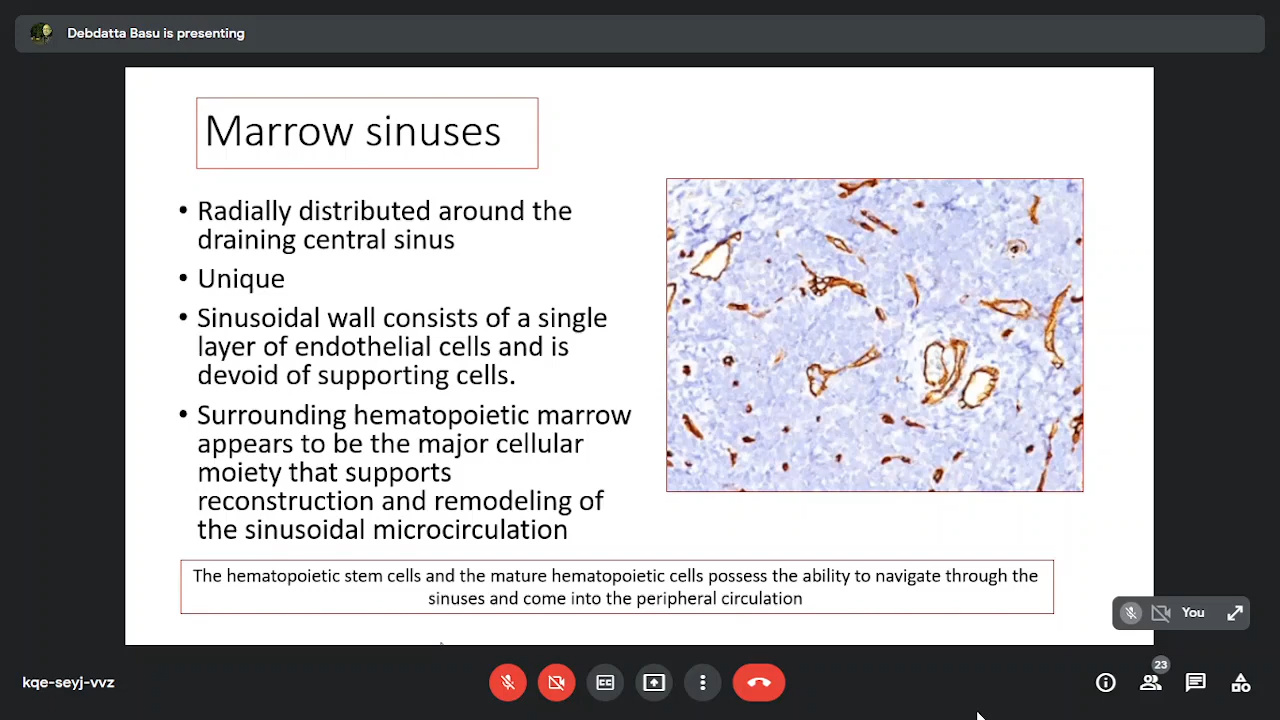 Debdatta Basu is presenting
Marrow sinuses
• Radially distributed around the
draining central sinus
• Unique
• Sinusoidal wall consists of a single
layer of endothelial cells and is
devoid of supporting cells.
• Surrounding hematopoietic marrow
appears to be the major cellular
moiety that supports
reconstruction and remodeling of
the sinusoidal microcirculation
The hematopoietic stem cells and the mature hematopoietic cells possess the ability to navigate through the
sinuses and come into the peripheral circulation
You
kqe-seyj-vvz
CC
23